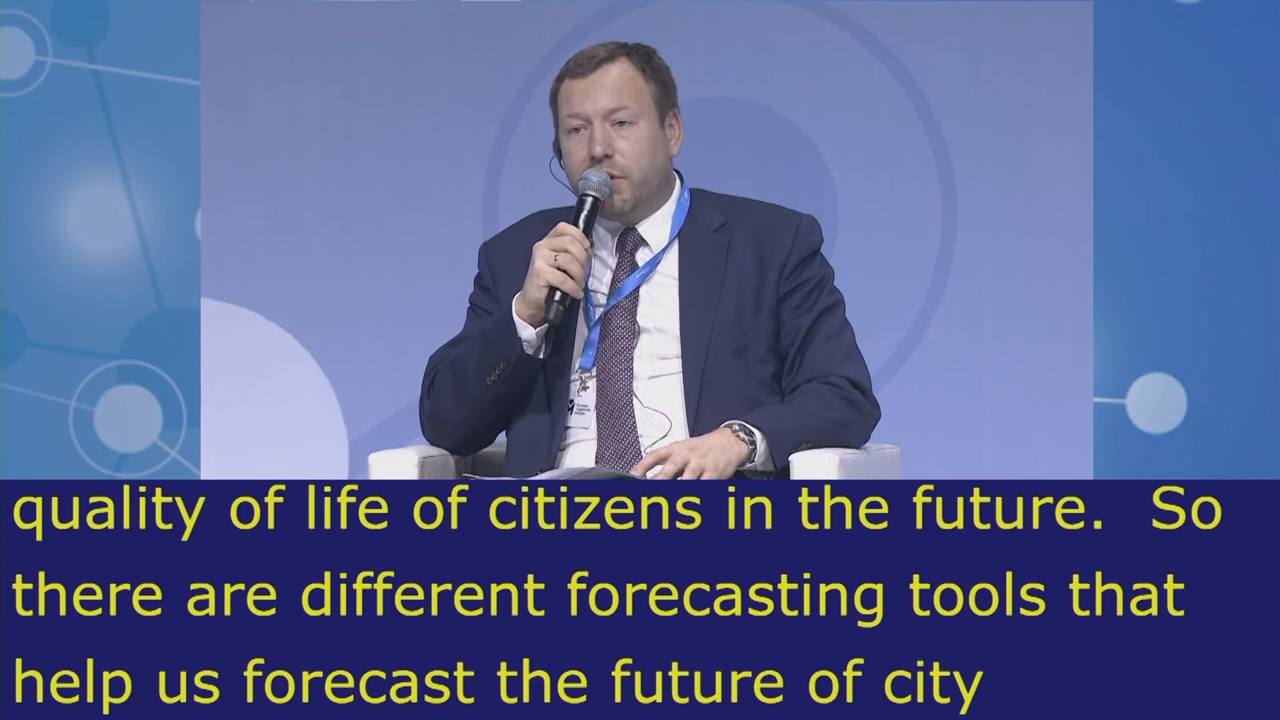 quality of life of citizens in the future.  So
there are different forecasting tools that
help us forecast the future of city